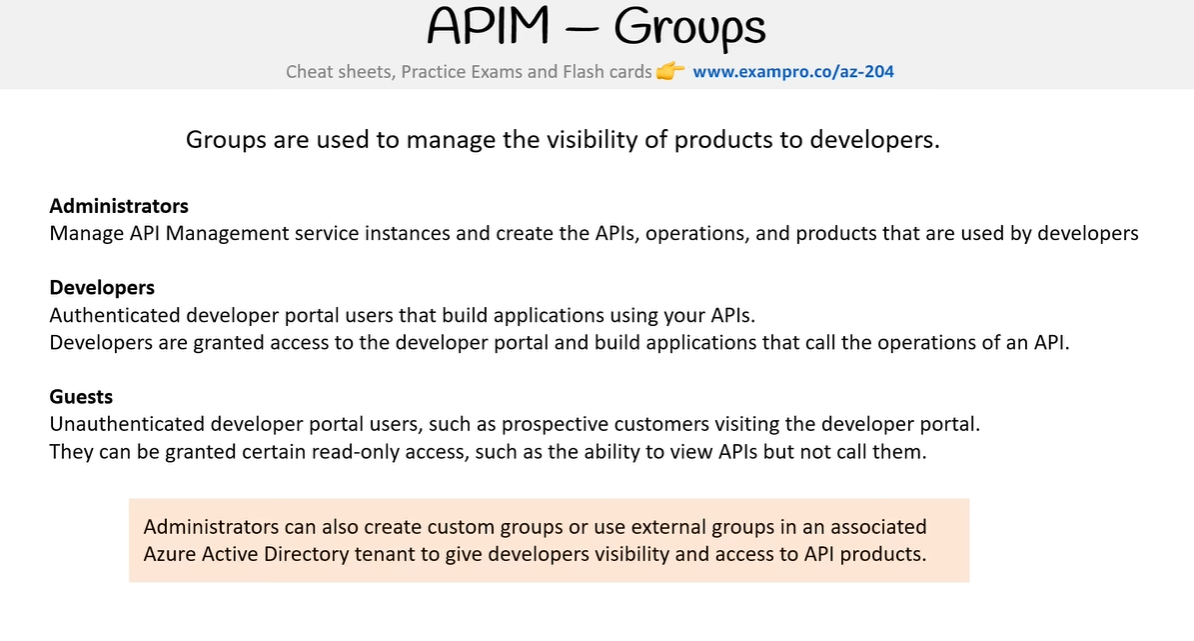 APIM – Groups
Cheat sheets, Practice Exams and Flash cards 👉 www.exampro.co/az-204
Groups are used to manage the visibility of products to developers.
Administrators
Manage API Management service instances and create the APIs, operations, and products that are used by developers
Developers
Authenticated developer portal users that build applications using your APIs.
Developers are granted access to the developer portal and build applications that call the operations of an API.
Guests
Unauthenticated developer portal users, such as prospective customers visiting the developer portal.
They can be granted certain read-only access, such as the ability to view APIs but not call them.
Administrators can also create custom groups or use external groups in an associated
Azure Active Directory tenant to give developers visibility and access to API products.